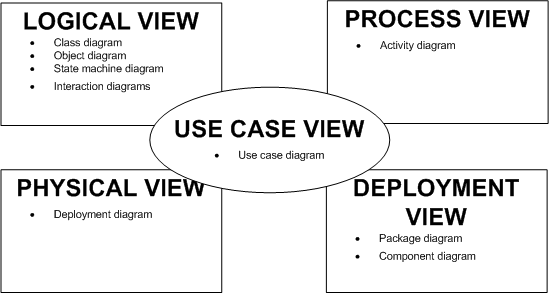 LOGICAL VIEW
• Class diagram
• Object diagram
• State machine diagram
• Interaction diagrams
PROCESS VIEW
• Activity diagram
USE CASE VIEW
• Use case diagram
PHYSICAL VIEW
• Deployment diagram
DEPLOYMENT
VIEW
• Package diagram
• Component diagram